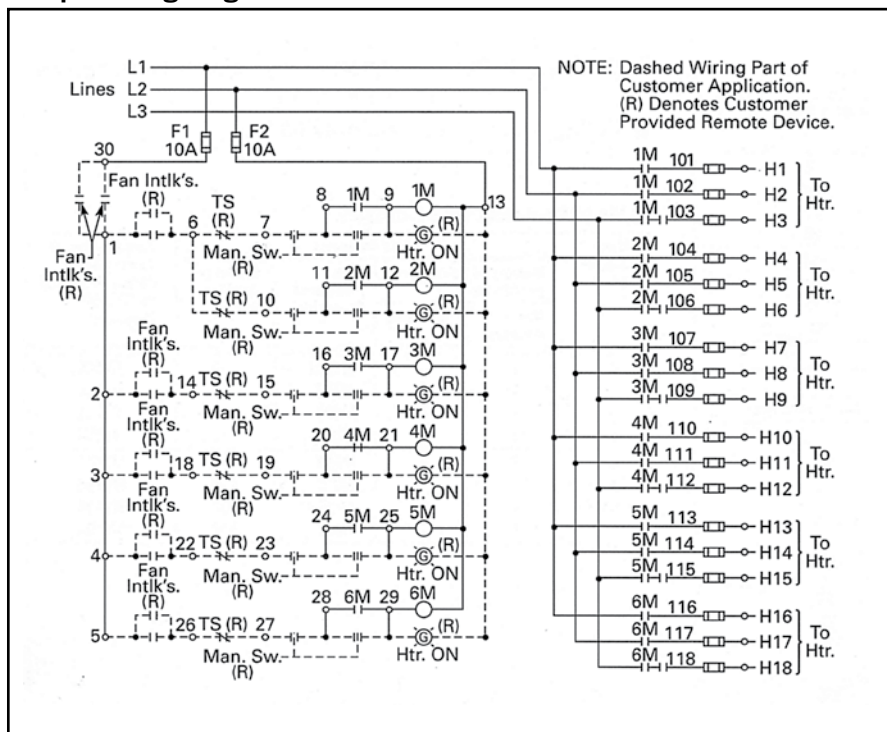 L1
Lines L2
L3
NOTE: Dashed Wiring Part of
Customer Application.
(R) Denotes Customer
Provided Remote Device.
F1
10A
F2
10A
30
Fan Intlk's.
(R)
1
Fan
Intlk's.
(R)
6
TS
(R)
7
Man. Sw.
(R)
8 1M 9 1M
13
(R)
G
Htr. ON
TS (R) 10
Man. Sw.
(R)
11 2M 12 2M
(R)
G
Htr. ON
Fan
Intlk's.
(R)
2
14 TS (R) 15
Man. Sw.
(R)
16 3M 17 3M
(R)
G
Htr. ON
Fan
Intlk's.
(R)
3
18 TS (R) 19
Man. Sw.
(R)
20 4M 21 4M
(R)
G
Htr. ON
Fan
Intlk's.
(R)
4
22 TS (R) 23
Man. Sw.
(R)
24 5M 25 5M
(R)
G
Htr. ON
Fan
Intlk's.
(R)
5
26 TS (R) 27
Man. Sw.
(R)
28 6M 29 6M
(R)
G
Htr. ON
1M 101 H1
1M 102 H2
1M 103 H3
To
Htr.
2M 104 H4
2M 105 H5
2M 106 H6
To
Htr.
3M 107 H7
3M 108 H8
3M 109 H9
To
Htr.
4M 110 H10
4M 111 H11
4M 112 H12
To
Htr.
5M 113 H13
5M 114 H14
5M 115 H15
To
Htr.
6M 116 H16
6M 117 H17
6M 118 H18
To
Htr.